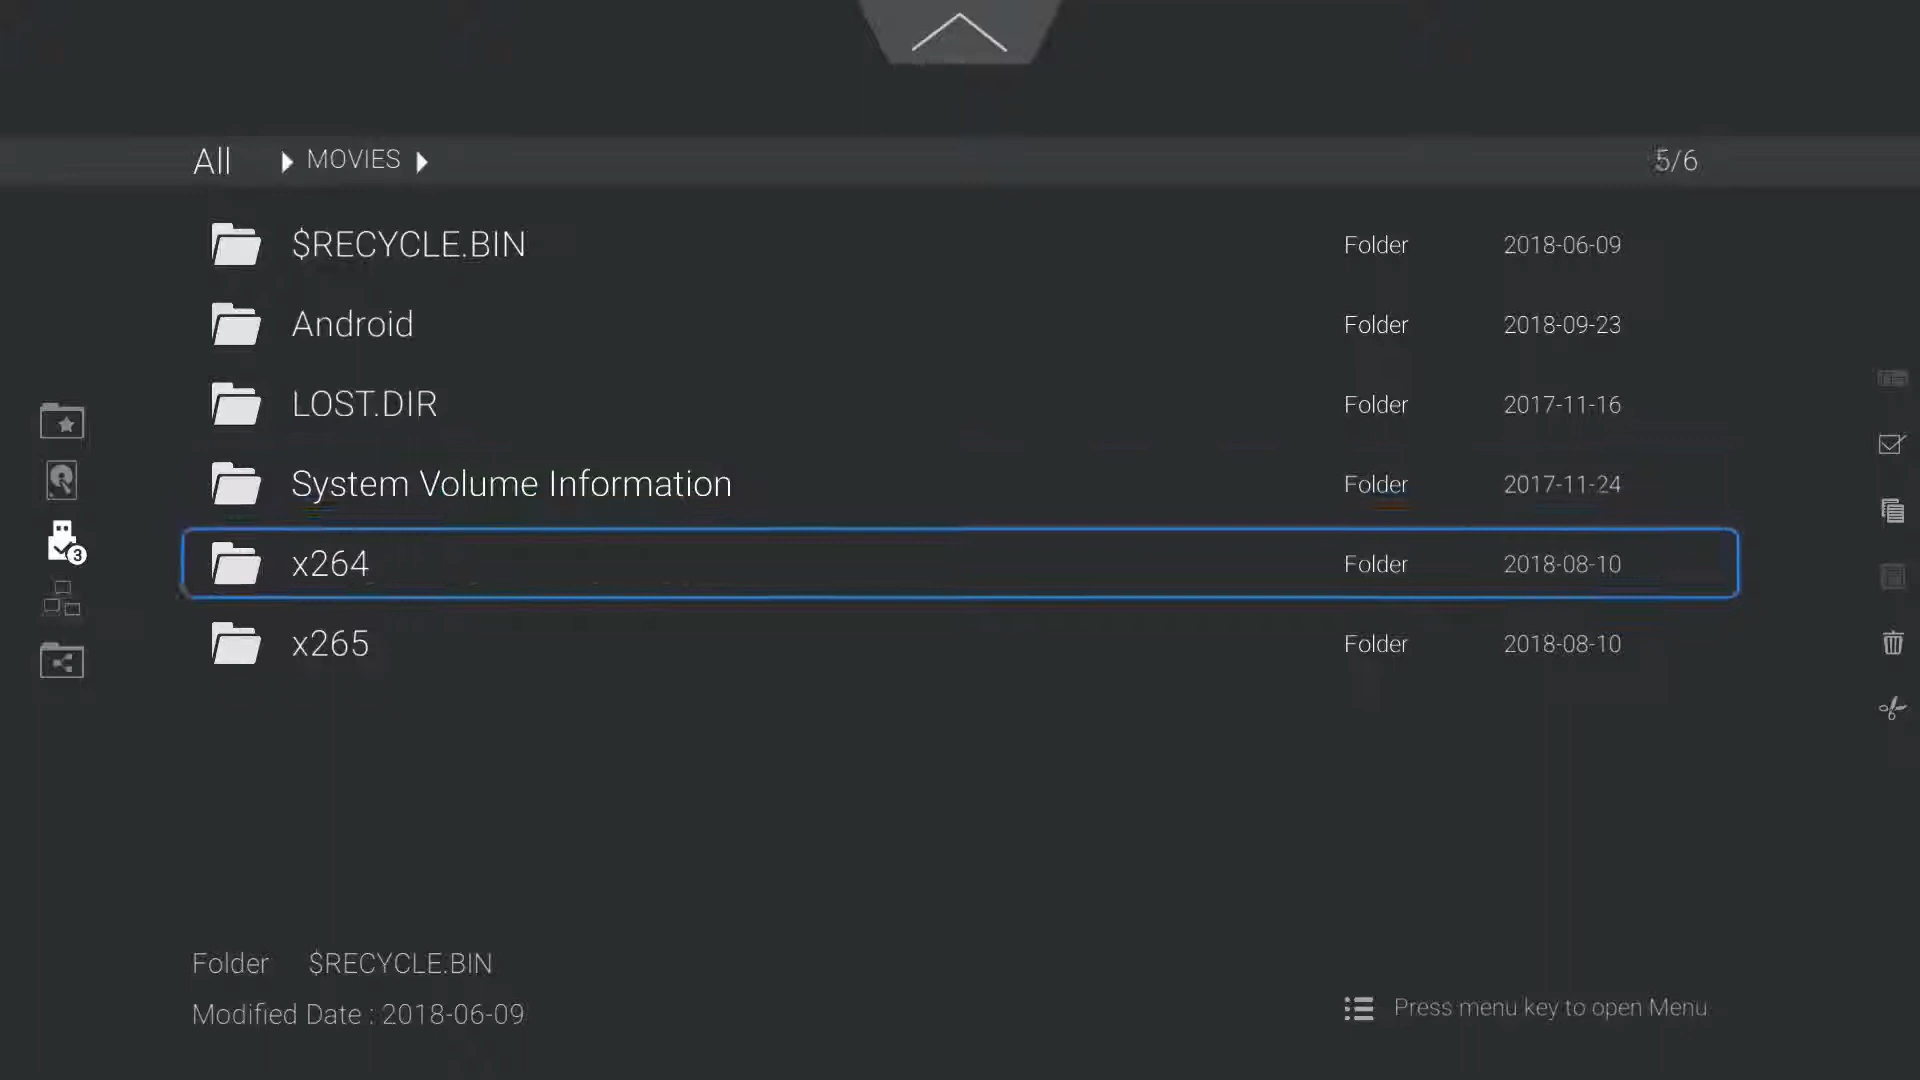 All MOVIES 5/6
$RECYCLE.BIN Folder 2018-06-09
Android Folder 2018-09-23
LOST.DIR Folder 2017-11-16
System Volume Information Folder 2017-11-24
x264 Folder 2018-08-10
x265 Folder 2018-08-10
3
Folder $RECYCLE.BIN
Modified Date : 2018-06-09
Press menu key to open Menu